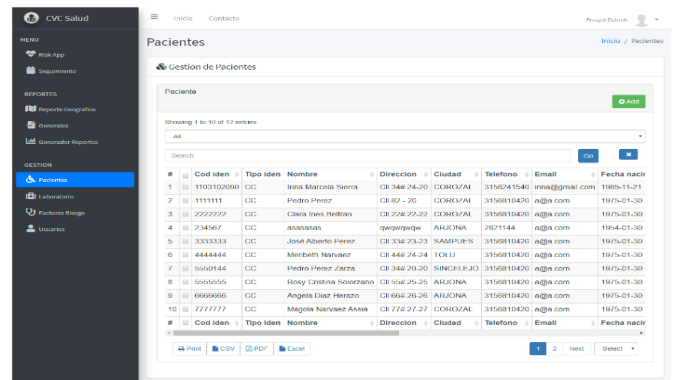 CVC Salud
Inicio Contacto
MENU
RiskApp
Seguimiento
REPORTES
Reporte Geografico
Generales
Generador Reportes
GESTION
Pacientes
Laboratorio
Factores Riesgo
Usuarios
Pacientes
Inicio / Pacientes
Gestion de Pacientes
Paciente
Add
Showing 1 to 10 of 12 entries
All
Search
Go
# Cod Iden Tipo Iden Nombre Direccion Ciudad Telefono Email Fecha nacir
1 1103102090 CC Irina Marcela Sierra Cll 34# 24-20 COROZAL 3156241540 irina@gmail.com 1985-11-21
2 1111111 CC Pedro Perez Cll 82 - 20 COROZAL 3156810420 a@a.com 1975-01-30
3 2222222 CC Clara Ines Beltran Cll 22# 22-22 COROZAL 3156810420 a@a.com 1975-01-30
4 234567 CC asasasas qwqwqwqw ARJONA 2821144 a@a.com 1954-01-30
5 3333333 CC José Alberto Perez Cll 33# 23-23 SAMPUES 3156810420 a@a.com 1975-01-30
6 4444444 CC Meribeth Narvaez Cll 44# 24-24 TOLU 3156810420 a@a.com 1975-01-30
7 5550144 CC Pedro Perez Zarza Cll 34# 20-20 SINCELEJO 3156810420 a@a.com 1975-01-30
8 5555555 CC Rosy Cristina Solorzano Cll 55# 25-25 ARJONA 3156810420 a@a.com 1975-01-30
9 6666666 CC Angela Diaz Herazo Cll 66# 26-26 ARJONA 3156810420 a@a.com 1975-01-30
10 7777777 CC Magola Narvaez Assia Cll 77# 27-27 COROZAL 3156810420 a@a.com 1975-01-30
# Cod Iden Tipo Iden Nombre Direccion Ciudad Telefono Email Fecha nacir
Print CSV PDF Excel
1 2 Next Select